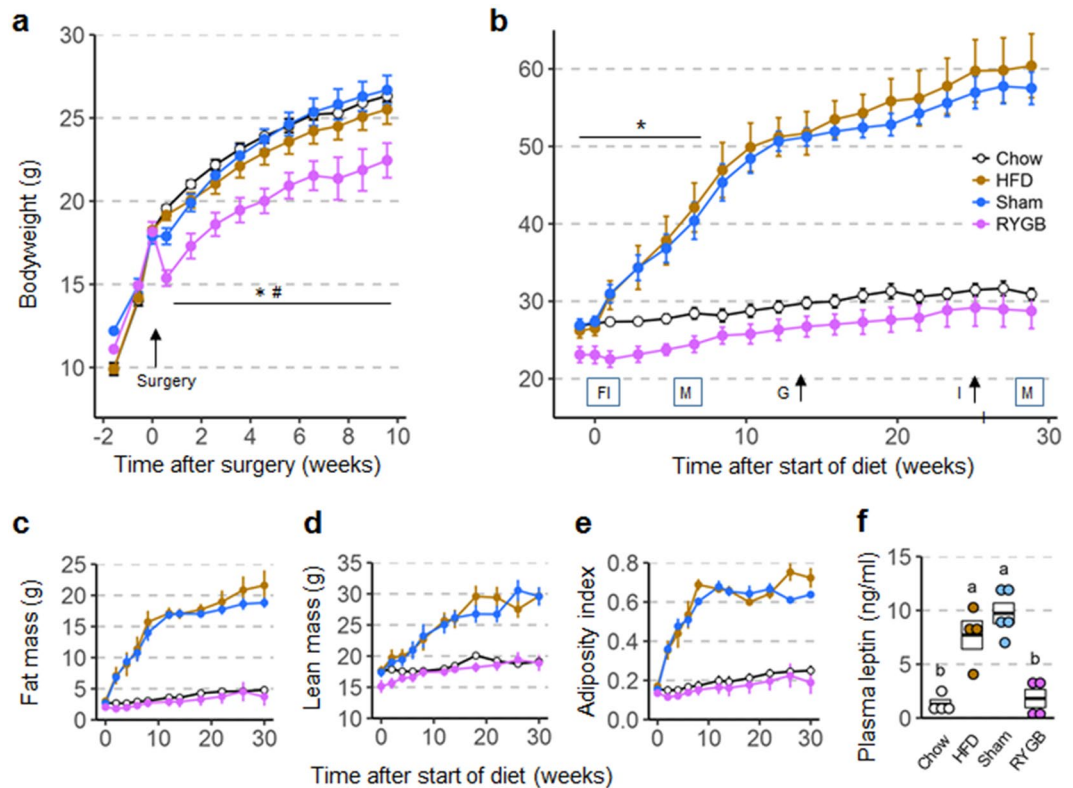 a
30
25
20
15
10
Bodyweight (g)
* #
Surgery
-2 0 2 4 6 8 10
Time after surgery (weeks)
b
60
50
40
30
20
*
Chow
HFD
Sham
RYGB
FI M G I M
0 10 20 30
Time after start of diet (weeks)
c
Fat mass (g)
25
20
15
10
5
0
0 10 20 30
d
Lean mass (g)
35
30
25
20
15
10
0 10 20 30
e
Adiposity index
0.8
0.6
0.4
0.2
0.0
0 10 20 30
Time after start of diet (weeks)
f
Plasma leptin (ng/ml)
15
10
5
0
b a a b
Chow HFD Sham RYGB